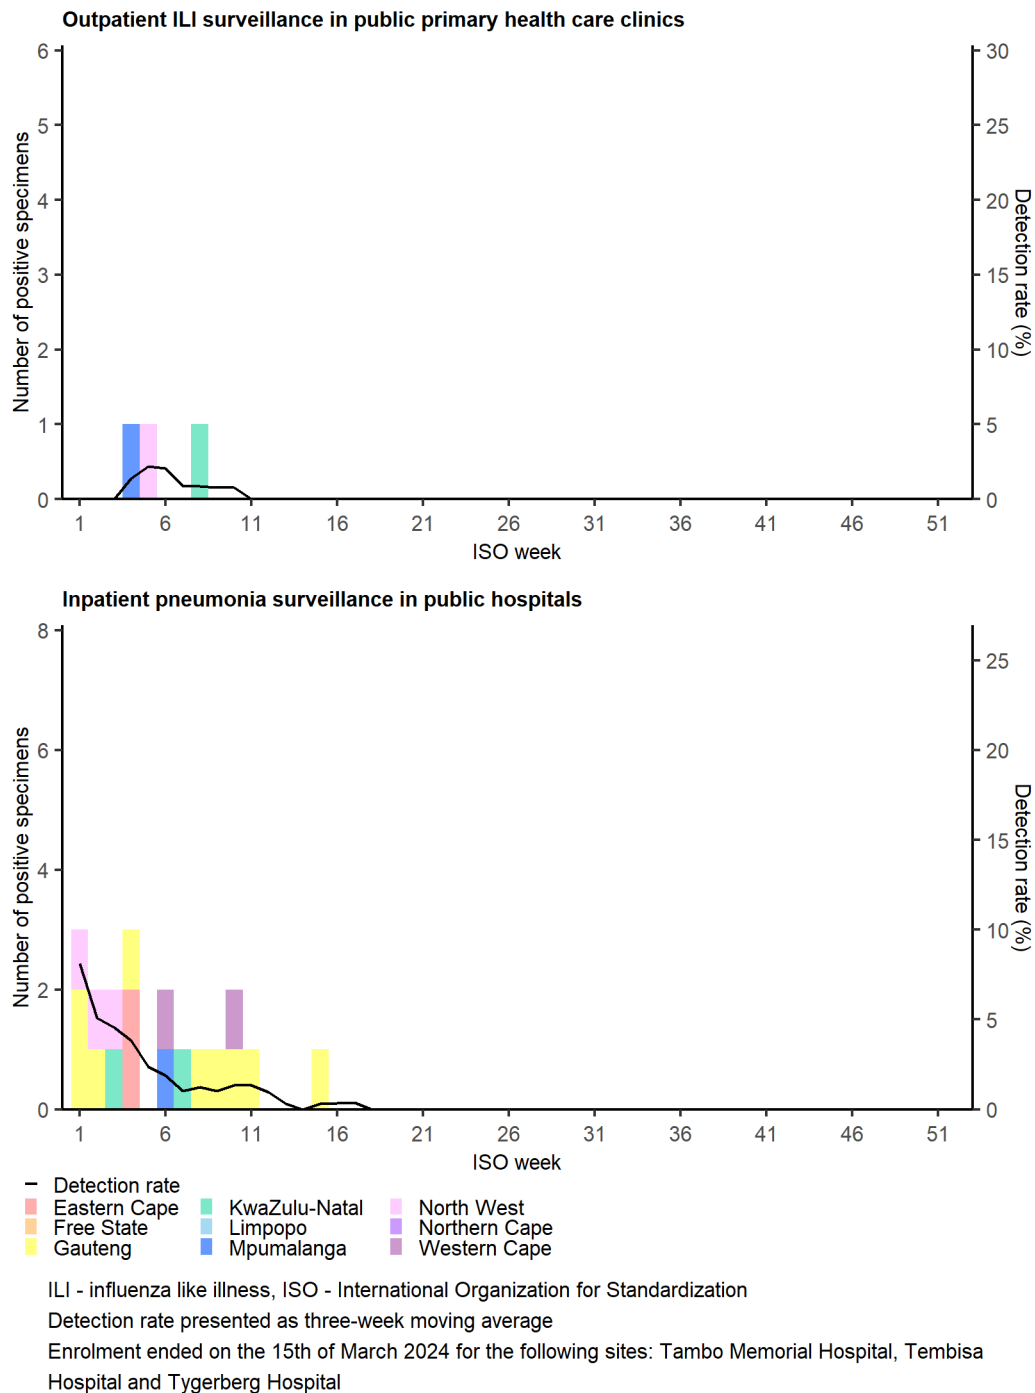 Outpatient ILI surveillance in public primary health care clinics
6
5
4
3
2
1
0
Number of positive specimens
30
25
20
15
10
5
0
Detection rate (%)
1 6 11 16 21 26 31 36 41 46 51
ISO week
Inpatient pneumonia surveillance in public hospitals
8
6
4
2
0
Number of positive specimens
25
20
15
10
5
0
Detection rate (%)
1 6 11 16 21 26 31 36 41 46 51
ISO week
Detection rate
Eastern Cape KwaZulu-Natal North West
Free State Limpopo Northern Cape
Gauteng Mpumalanga Western Cape
ILI - influenza like illness, ISO - International Organization for Standardization
Detection rate presented as three-week moving average
Enrolment ended on the 15th of March 2024 for the following sites: Tambo Memorial Hospital, Tembisa
Hospital and Tygerberg Hospital